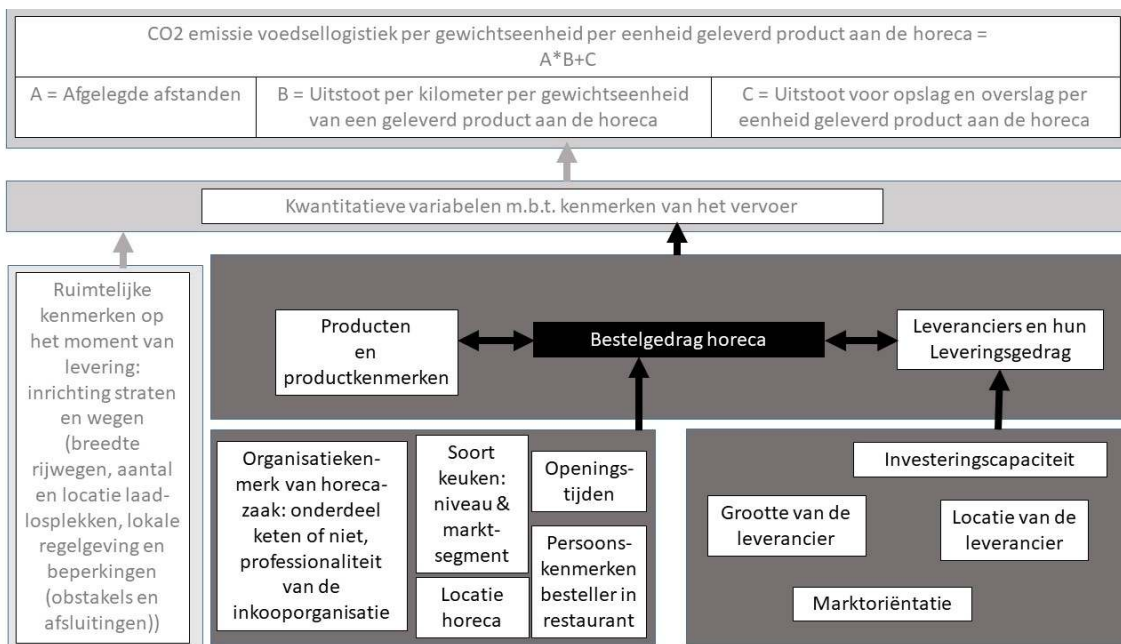 CO2 emissie voedsellogistiek per gewichtseenheid per eenheid geleverd product aan de horeca =
A*B+C
A = Afgelegde afstanden
B = Uitstoot per kilometer per gewichtseenheid
van een geleverd product aan de horeca
C = Uitstoot voor opslag en overslag per
eenheid geleverd product aan de horeca
Kwantitatieve variabelen m.b.t. kenmerken van het vervoer
Ruimtelijke
kenmerken op
het moment van
levering:
inrichting straten
en wegen
(breedte
rijwegen, aantal
en locatie laad-
losplekken, lokale
regelgeving en
beperkingen
(obstakels en
afsluitingen))
Producten
en
productkenmerken
Bestelgedrag horeca
Leveranciers en hun
Leveringsgedrag
Organisatieken-
merk van horeca-
zaak: onderdeel
keten of niet,
professionaliteit
van de
inkooporganisatie
Soort
keuken:
niveau &
markt-
segment
Locatie
horeca
Openings-
tijden
Persoons-
kenmerken
besteller in
restaurant
Investeringscapaciteit
Grootte van de
leverancier
Locatie van de
leverancier
Marktoriëntatie